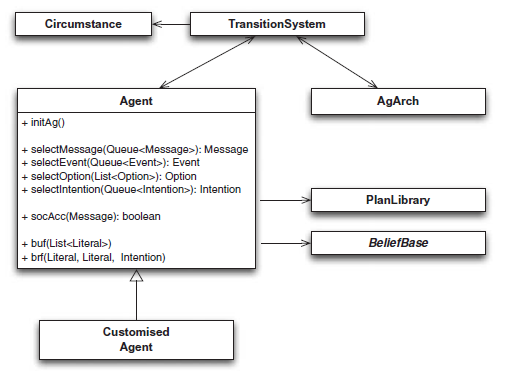 Circumstance
TransitionSystem
Agent
+ initAg()
+ selectMessage(Queue<Message>): Message
+ selectEvent(Queue<Event>): Event
+ selectOption(List<Option>): Option
+ selectIntention(Queue<Intention>): Intention
+ socAcc(Message): boolean
+ buf(List<Literal>)
+ brf(Literal, Literal, Intention)
AgArch
PlanLibrary
BeliefBase
Customised
Agent